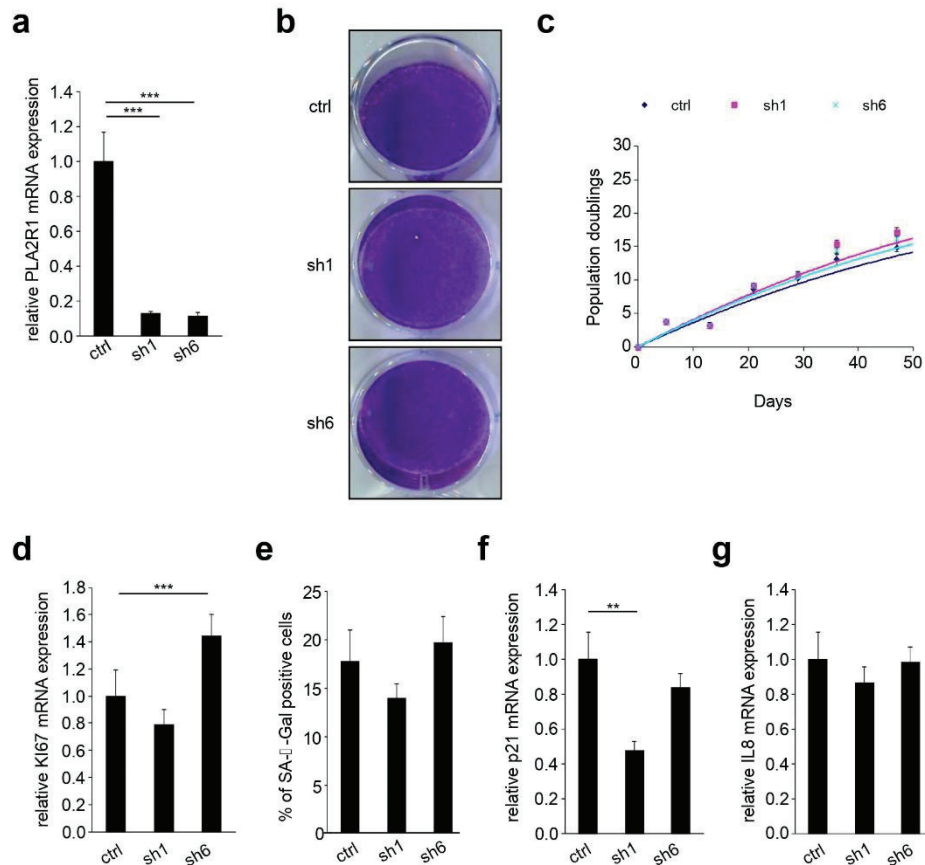 a
relative PLA2R1 mRNA expression
1.4
1.2
1.0
0.8
0.6
0.4
0.2
0.0
***
***
ctrl
sh1
sh6
b
ctrl
sh1
sh6
c
ctrl
sh1
sh6
Population doublings
30
25
20
15
10
5
0
0 10 20 30 40 50
Days
d
relative KI67 mRNA expression
1.8
1.6
1.4
1.2
1.0
0.8
0.6
0.4
0.2
0.0
***
ctrl
sh1
sh6
e
% of SA-▯-Gal positive cells
25
20
15
10
5
0
ctrl
sh1
sh6
f
relative p21 mRNA expression
1.4
1.2
1.0
0.8
0.6
0.4
0.2
0.0
**
ctrl
sh1
sh6
g
relative IL8 mRNA expression
1.4
1.2
1.0
0.8
0.6
0.4
0.2
0.0
ctrl
sh1
sh6